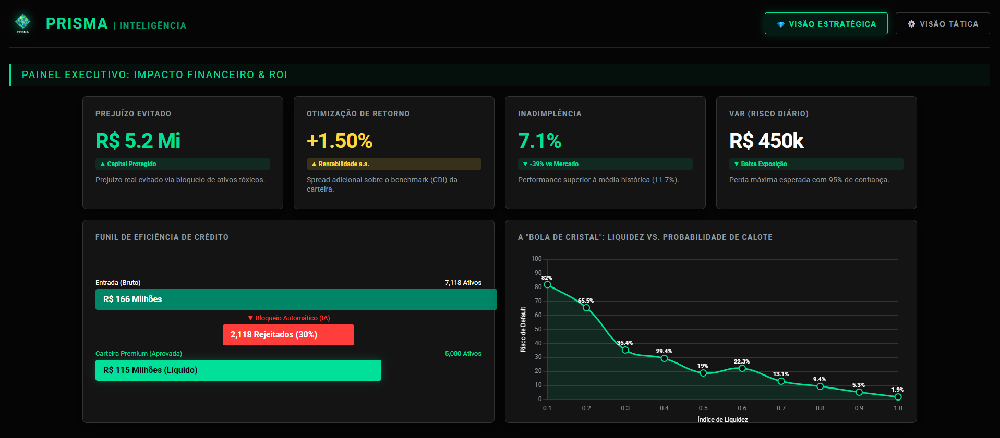 PRISMA
PRISMA | INTELIGÊNCIA
VISÃO ESTRATÉGICA
VISÃO TÁTICA
PAINEL EXECUTIVO: IMPACTO FINANCEIRO & ROI
PREJUÍZO EVITADO
R$ 5.2 Mi
▲ Capital Protegido
Prejuízo real evitado via bloqueio de ativos tóxicos.
OTIMIZAÇÃO DE RETORNO
+1.50%
▲ Rentabilidade a.a.
Spread adicional sobre o benchmark (CDI) da
carteira.
INADIMPLÊNCIA
7.1%
▼ -39% vs Mercado
Performance superior à média histórica (11.7%).
VAR (RISCO DIÁRIO)
R$ 450k
▼ Baixa Exposição
Perda máxima esperada com 95% de confiança.
FUNIL DE EFICIÊNCIA DE CRÉDITO
Entrada (Bruto) 7,118 Ativos
R$ 166 Milhões
▼ Bloqueio Automático (IA)
2,118 Rejeitados (30%)
Carteira Premium (Aprovada) 5,000 Ativos
R$ 115 Milhões (Líquido)
A "BOLA DE CRISTAL": LIQUIDEZ VS. PROBABILIDADE DE CALOTE
Risco de Default
100
90
80
70
60
50
40
30
20
10
0
82%
65.5%
35.4%
29.4%
19%
22.3%
13.1%
9.4%
5.3%
1.9%
0.1 0.2 0.3 0.4 0.5 0.6 0.7 0.8 0.9 1.0
Índice de Liquidez